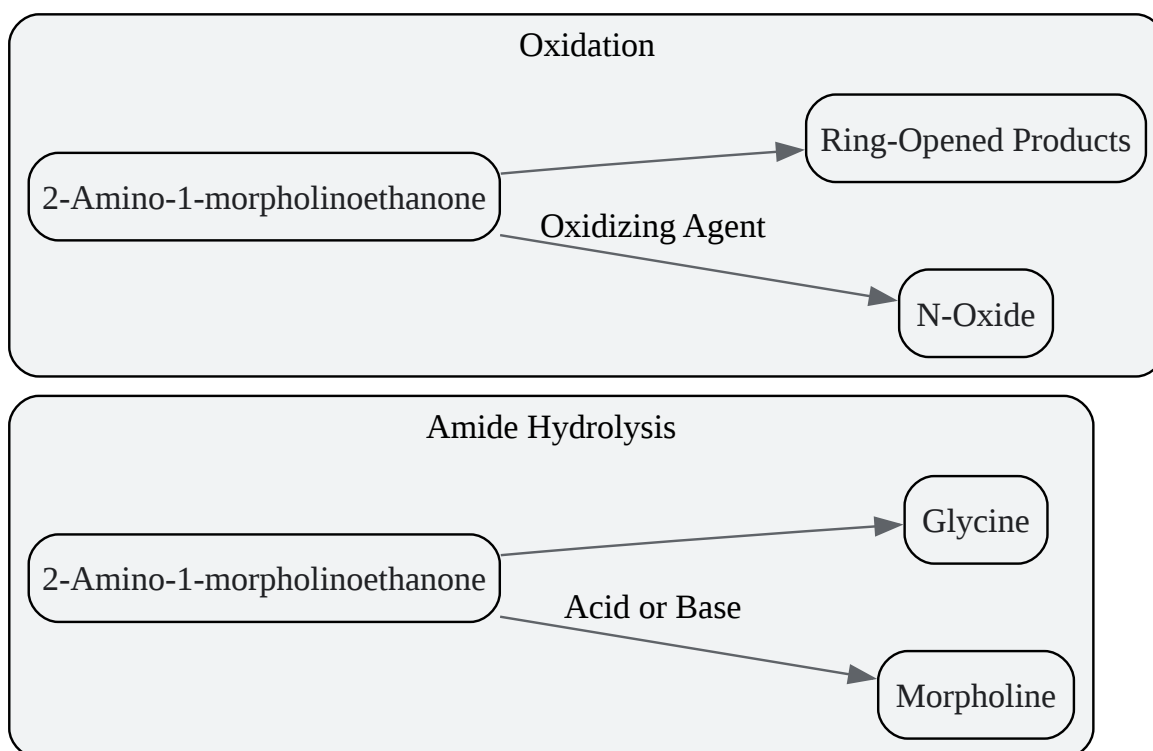 Oxidation
Ring-Opened Products
2-Amino-1-morpholinoethanone
Oxidizing Agent
N-Oxide
Amide Hydrolysis
Glycine
2-Amino-1-morpholinoethanone
Acid or Base
Morpholine